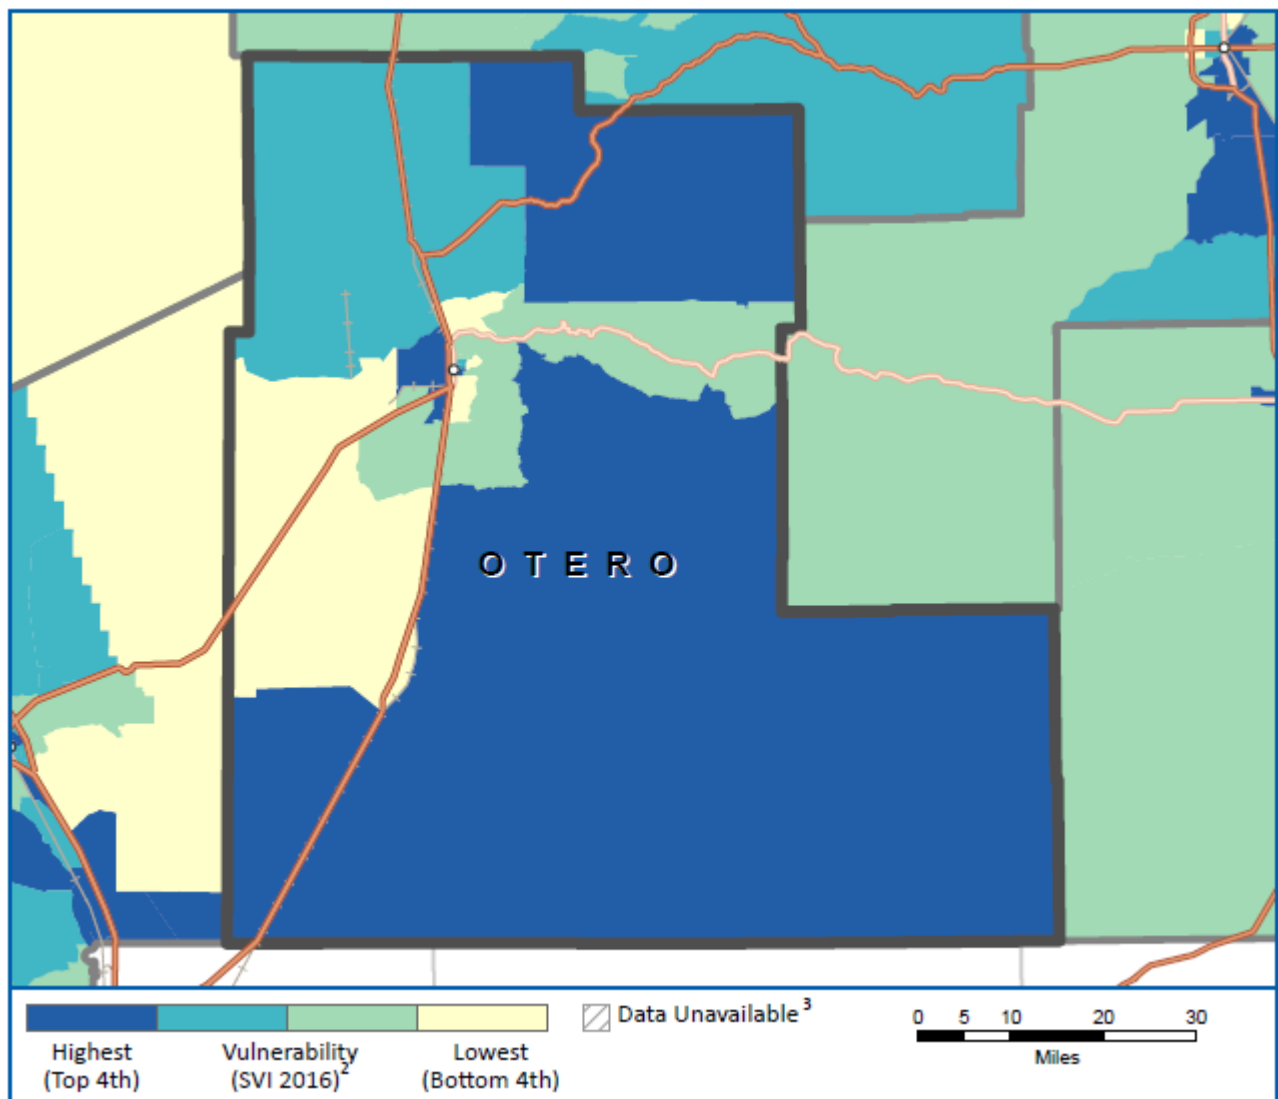 OTERO
Highest
(Top 4th)
Vulnerability
(SVI 2016)²
Lowest
(Bottom 4th)
Data Unavailable³
0 5 10 20 30
Miles